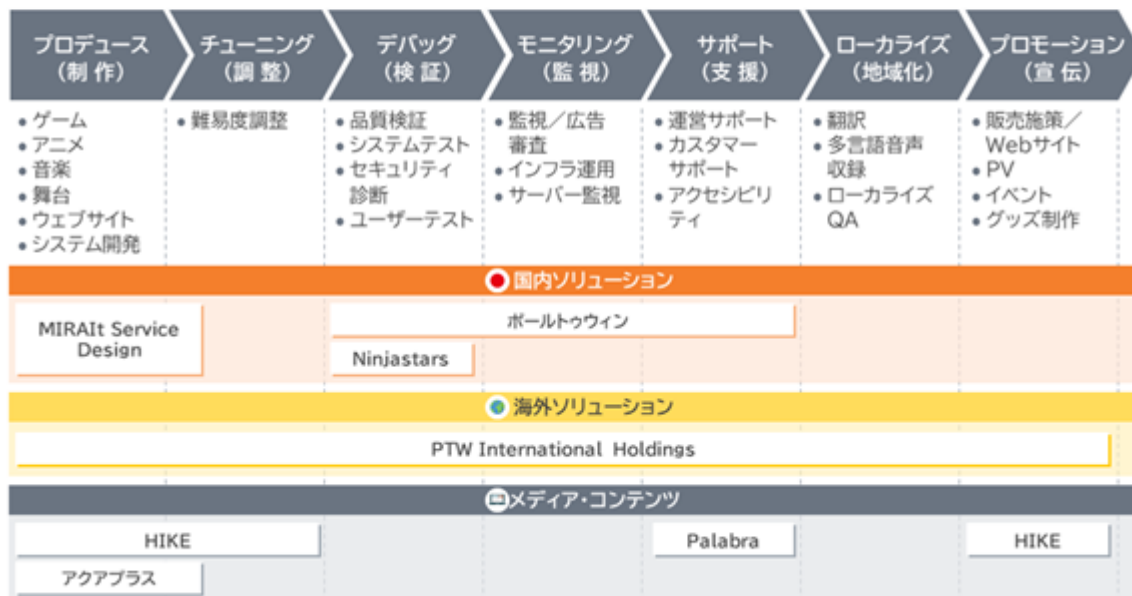 プロデュース
（制 作）
チューニング
（調 整）
デバッグ
（検 証）
モニタリング
（監 視）
サポート
（支 援）
ローカライズ
（地域化）
プロモーション
（宣 伝）
• ゲーム
• アニメ
• 音楽
• 舞台
• ウェブサイト
• システム開発
• 難易度調整
• 品質検証
• システムテスト
• セキュリティ
診断
• ユーザーテスト
• 監視／広告
審査
• インフラ運用
• サーバー監視
• 運営サポート
• カスタマー
サポート
• アクセシビリ
ティ
• 翻訳
• 多言語音声
収録
• ローカライズ
QA
• 販売施策／
Webサイト
• PV
• イベント
• グッズ制作
国内ソリューション
MIRAIt Service
Design
ポールトゥウィン
Ninjastars
海外ソリューション
PTW International Holdings
メディア・コンテンツ
HIKE
Palabra
HIKE
アクアプラス